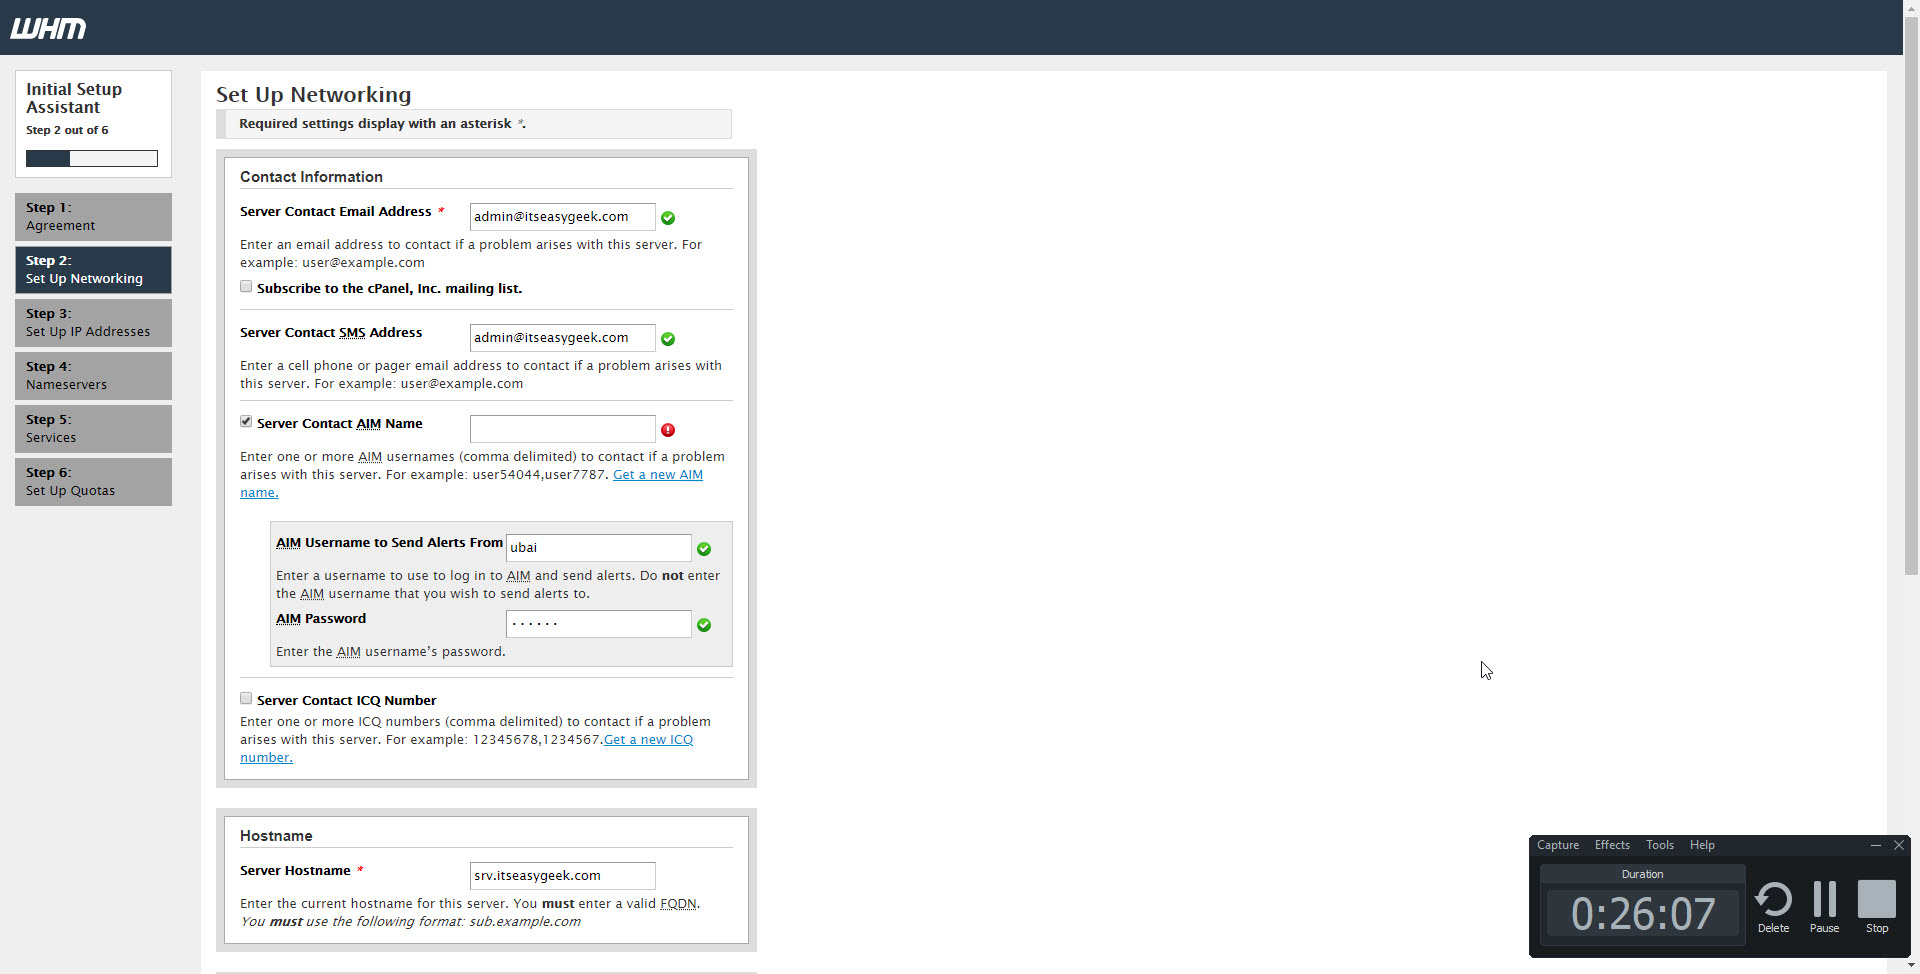 WHM
Initial Setup
Assistant
Step 2 out of 6
Step 1:
Agreement
Step 2:
Set Up Networking
Step 3:
Set Up IP Addresses
Step 4:
Nameservers
Step 5:
Services
Step 6:
Set Up Quotas
Set Up Networking
Required settings display with an asterisk *.
Contact Information
Server Contact Email Address * admin@itseasygeek.com
Enter an email address to contact if a problem arises with this server. For
example: user@example.com
Subscribe to the cPanel, Inc. mailing list.
Server Contact SMS Address admin@itseasygeek.com
Enter a cell phone or pager email address to contact if a problem arises with
this server. For example: user@example.com
Server Contact AIM Name
Enter one or more AIM usernames (comma delimited) to contact if a problem
arises with this server. For example: user54044,user7787. Get a new AIM
name.
AIM Username to Send Alerts From ubai
Enter a username to use to log in to AIM and send alerts. Do not enter
the AIM username that you wish to send alerts to.
AIM Password ······
Enter the AIM username's password.
Server Contact ICQ Number
Enter one or more ICQ numbers (comma delimited) to contact if a problem
arises with this server. For example: 12345678,1234567.Get a new ICQ
number.
Hostname
Server Hostname * srv.itseasygeek.com
Enter the current hostname for this server. You must enter a valid FQDN.
You must use the following format: sub.example.com
Capture Effects Tools Help
Duration
0:26:07
Delete Pause Stop